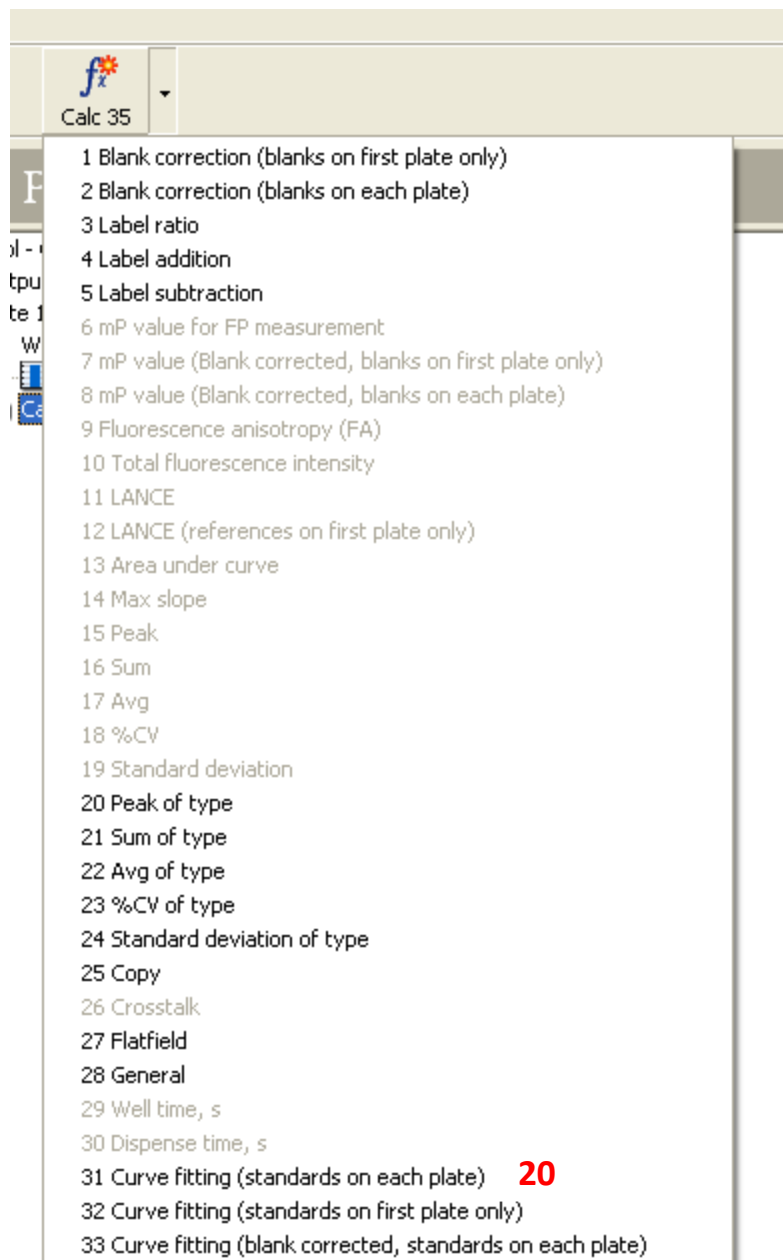 fx
Calc 35
1 Blank correction (blanks on first plate only)
2 Blank correction (blanks on each plate)
3 Label ratio
4 Label addition
5 Label subtraction
6 mP value for FP measurement
7 mP value (Blank corrected, blanks on first plate only)
8 mP value (Blank corrected, blanks on each plate)
9 Fluorescence anisotropy (FA)
10 Total fluorescence intensity
11 LANCE
12 LANCE (references on first plate only)
13 Area under curve
14 Max slope
15 Peak
16 Sum
17 Avg
18 %CV
19 Standard deviation
20 Peak of type
21 Sum of type
22 Avg of type
23 %CV of type
24 Standard deviation of type
25 Copy
26 Crosstalk
27 Flatfield
28 General
29 Well time, s
30 Dispense time, s
31 Curve fitting (standards on each plate) 20
32 Curve fitting (standards on first plate only)
33 Curve fitting (blank corrected, standards on each plate)